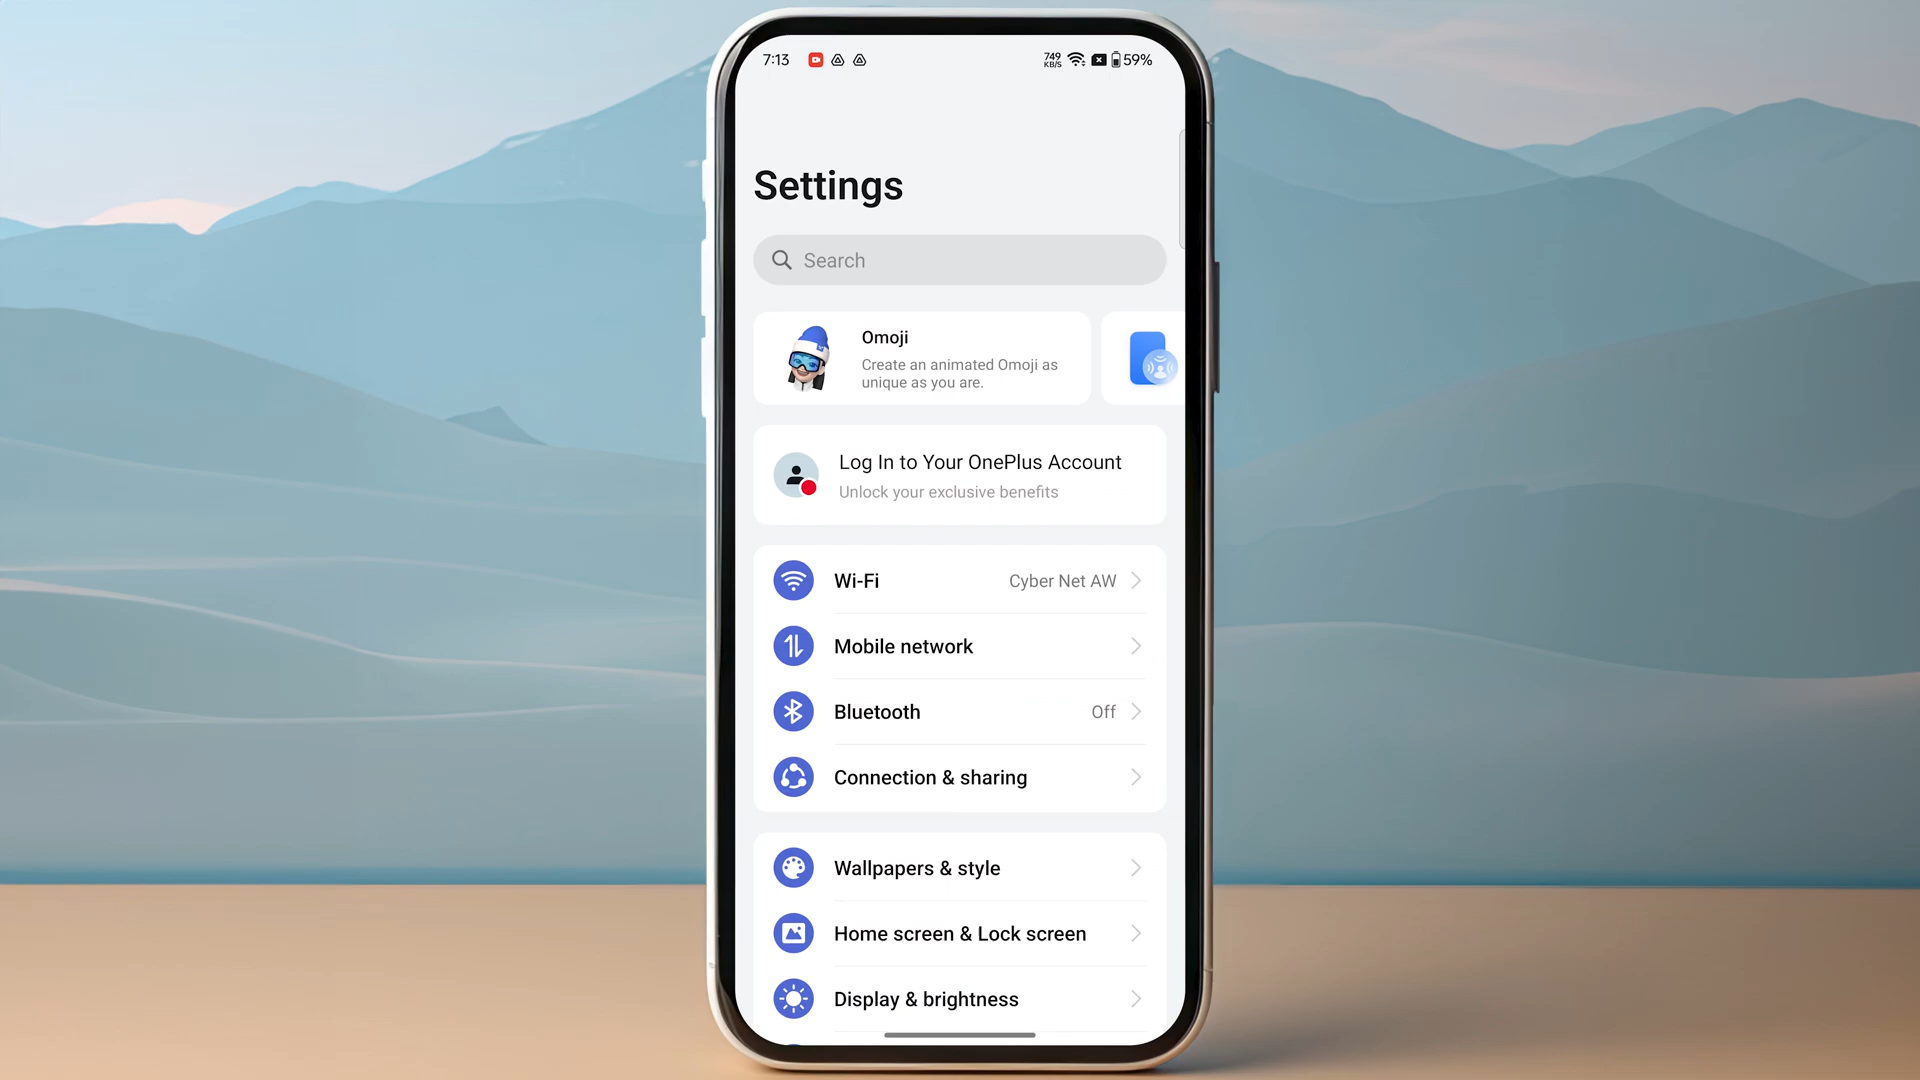 7:13
749
KB/S
59%
Settings
Search
Omoji
Create an animated Omoji as
unique as you are.
Log In to Your OnePlus Account
Unlock your exclusive benefits
Wi-Fi
Cyber Net AW
Mobile network
Bluetooth
Off
Connection & sharing
Wallpapers & style
Home screen & Lock screen
Display & brightness